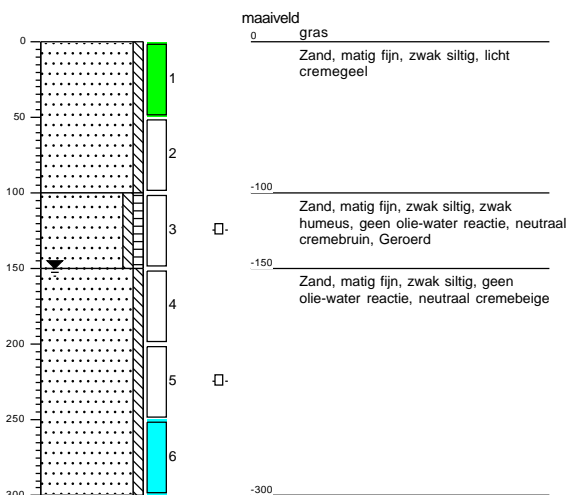 maaiveld
0
0
gras
Zand, matig fijn, zwak siltig, licht
cremegeel
1
50
2
100
-100
Zand, matig fijn, zwak siltig, zwak
humeus, geen olie-water reactie, neutraal
cremebruin, Geroerd
3
150
-150
Zand, matig fijn, zwak siltig, geen
olie-water reactie, neutraal cremebeige
4
200
5
250
6
300
-300